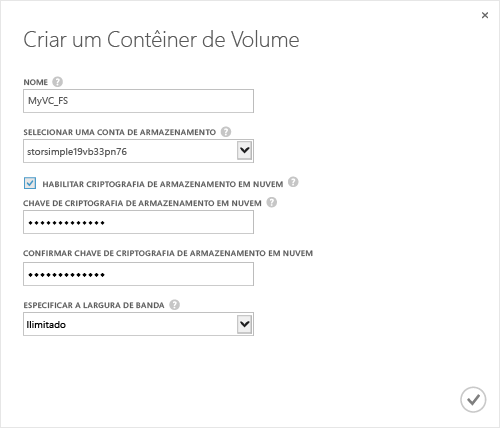 Criar um Contêiner de Volume
NOME ?
MyVC_FS
SELECIONAR UMA CONTA DE ARMAZENAMENTO ?
storsimple19vb33pn76
HABILITAR CRIPTOGRAFIA DE ARMAZENAMENTO EM NUVEM ?
CHAVE DE CRIPTOGRAFIA DE ARMAZENAMENTO EM NUVEM ?
•••••••••••••
CONFIRMAR CHAVE DE CRIPTOGRAFIA DE ARMAZENAMENTO EM NUVEM
•••••••••••••
ESPECIFICAR A LARGURA DE BANDA ?
Ilimitado